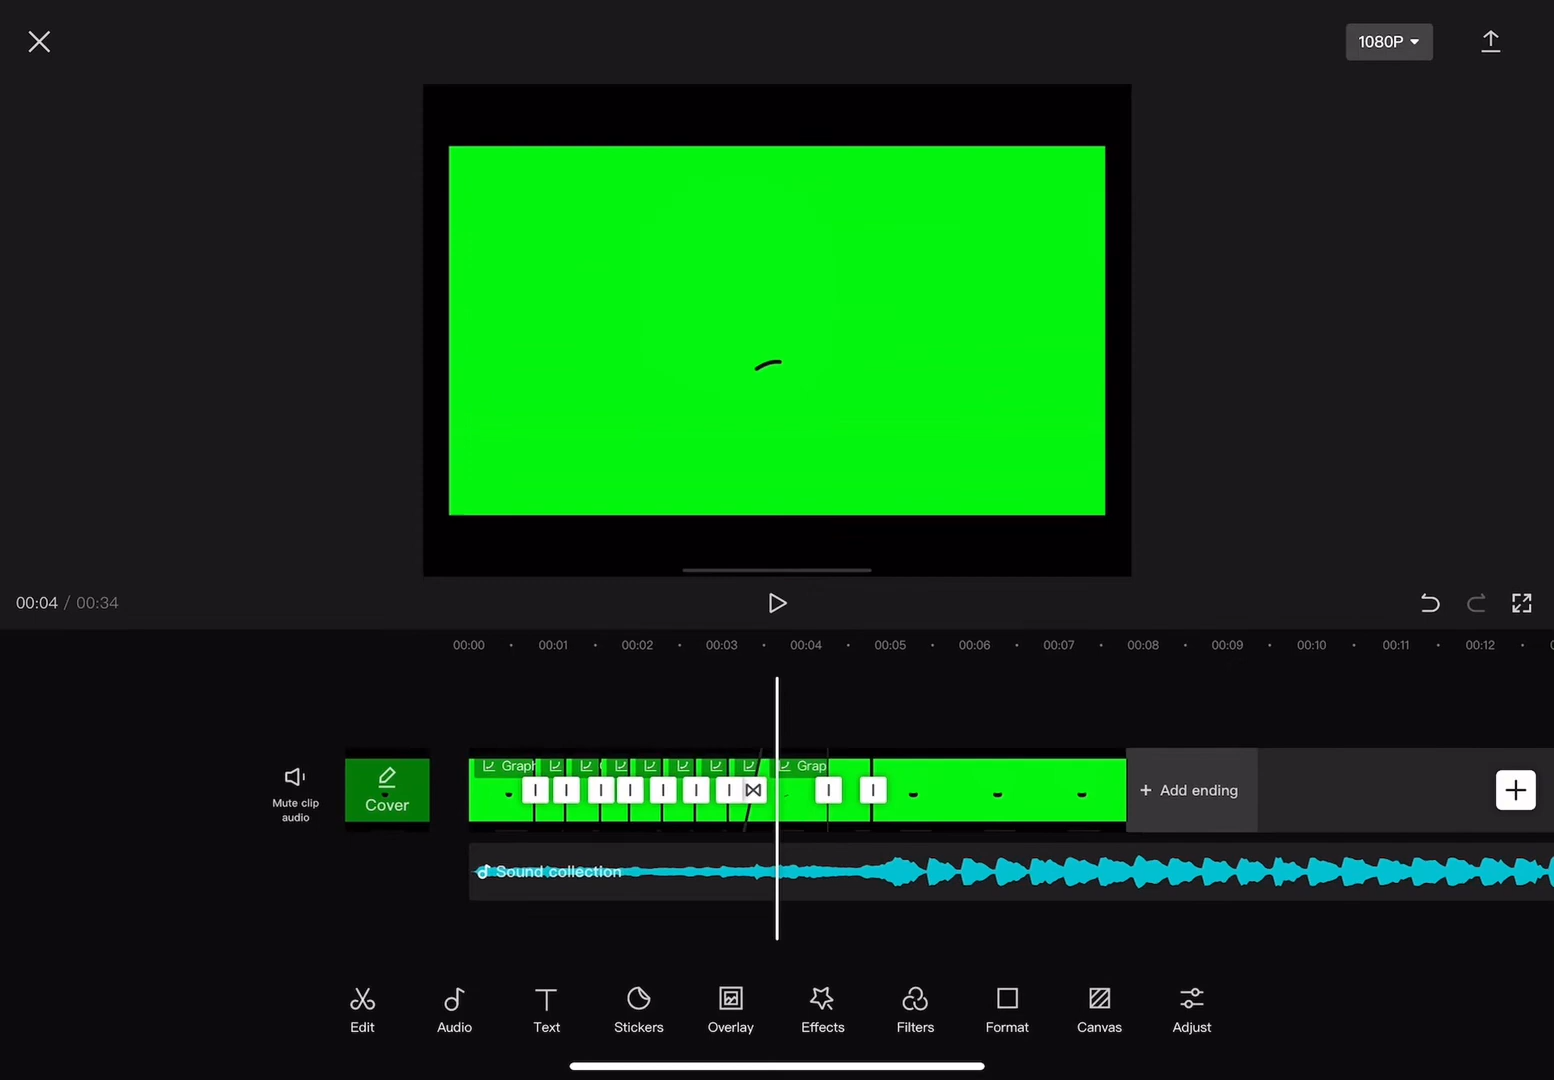 1080P
00:04 / 00:34
00:00 00:01 00:02 00:03 00:04 00:05 00:06 00:07 00:08 00:09 00:10 00:11 00:12
Graph
Grap
Mute clip
audio
Cover
+ Add ending
Sound collection
Edit
Audio
Text
Stickers
Overlay
Effects
Filters
Format
Canvas
Adjust